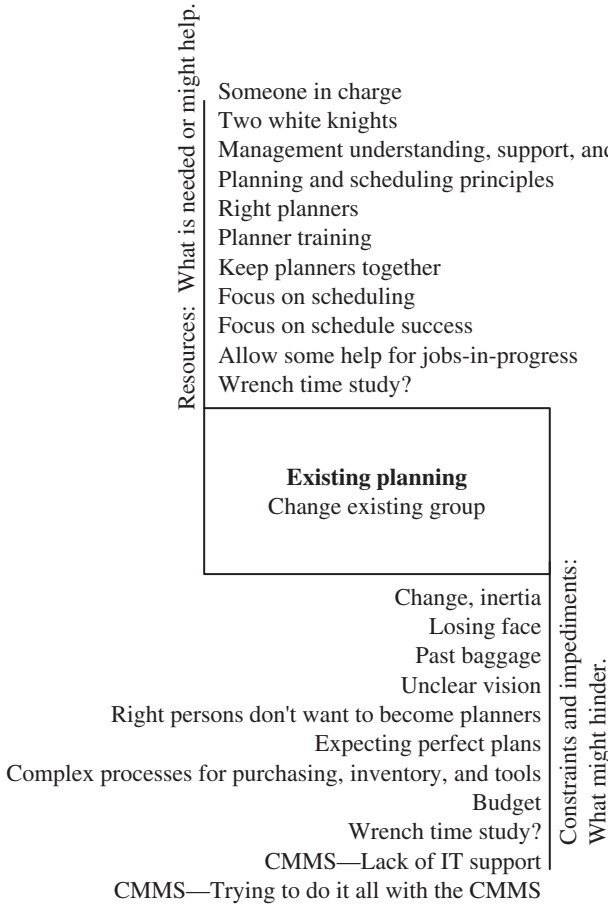 Resources: What is needed or might help.
Someone in charge
Two white knights
Management understanding, support, and
Planning and scheduling principles
Right planners
Planner training
Keep planners together
Focus on scheduling
Focus on schedule success
Allow some help for jobs-in-progress
Wrench time study?
Existing planning
Change existing group
Change, inertia
Losing face
Past baggage
Unclear vision
Right persons don't want to become planners
Expecting perfect plans
Complex processes for purchasing, inventory, and tools
Budget
Wrench time study?
CMMS—Lack of IT support
CMMS—Trying to do it all with the CMMS
Constraints and impediments:
What might hinder.